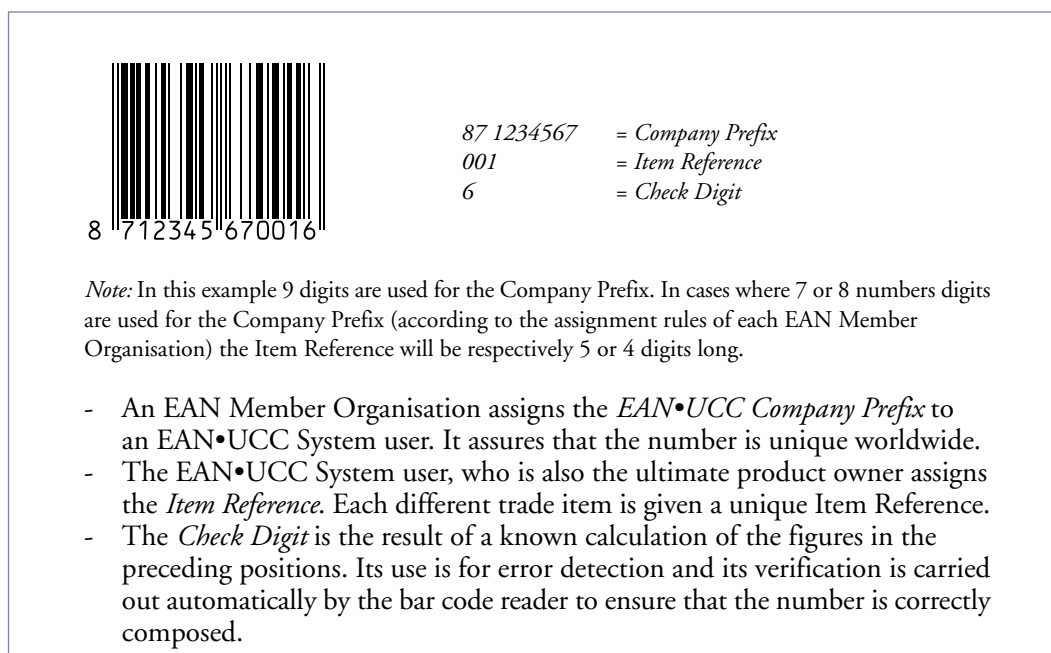 8 712345 670016
87 1234567 = Company Prefix
001 = Item Reference
6 = Check Digit
Note: In this example 9 digits are used for the Company Prefix. In cases where 7 or 8 numbers digits
are used for the Company Prefix (according to the assignment rules of each EAN Member
Organisation) the Item Reference will be respectively 5 or 4 digits long.
- An EAN Member Organisation assigns the EAN•UCC Company Prefix to
an EAN•UCC System user. It assures that the number is unique worldwide.
- The EAN•UCC System user, who is also the ultimate product owner assigns
the Item Reference. Each different trade item is given a unique Item Reference.
- The Check Digit is the result of a known calculation of the figures in the
preceding positions. Its use is for error detection and its verification is carried
out automatically by the bar code reader to ensure that the number is correctly
composed.